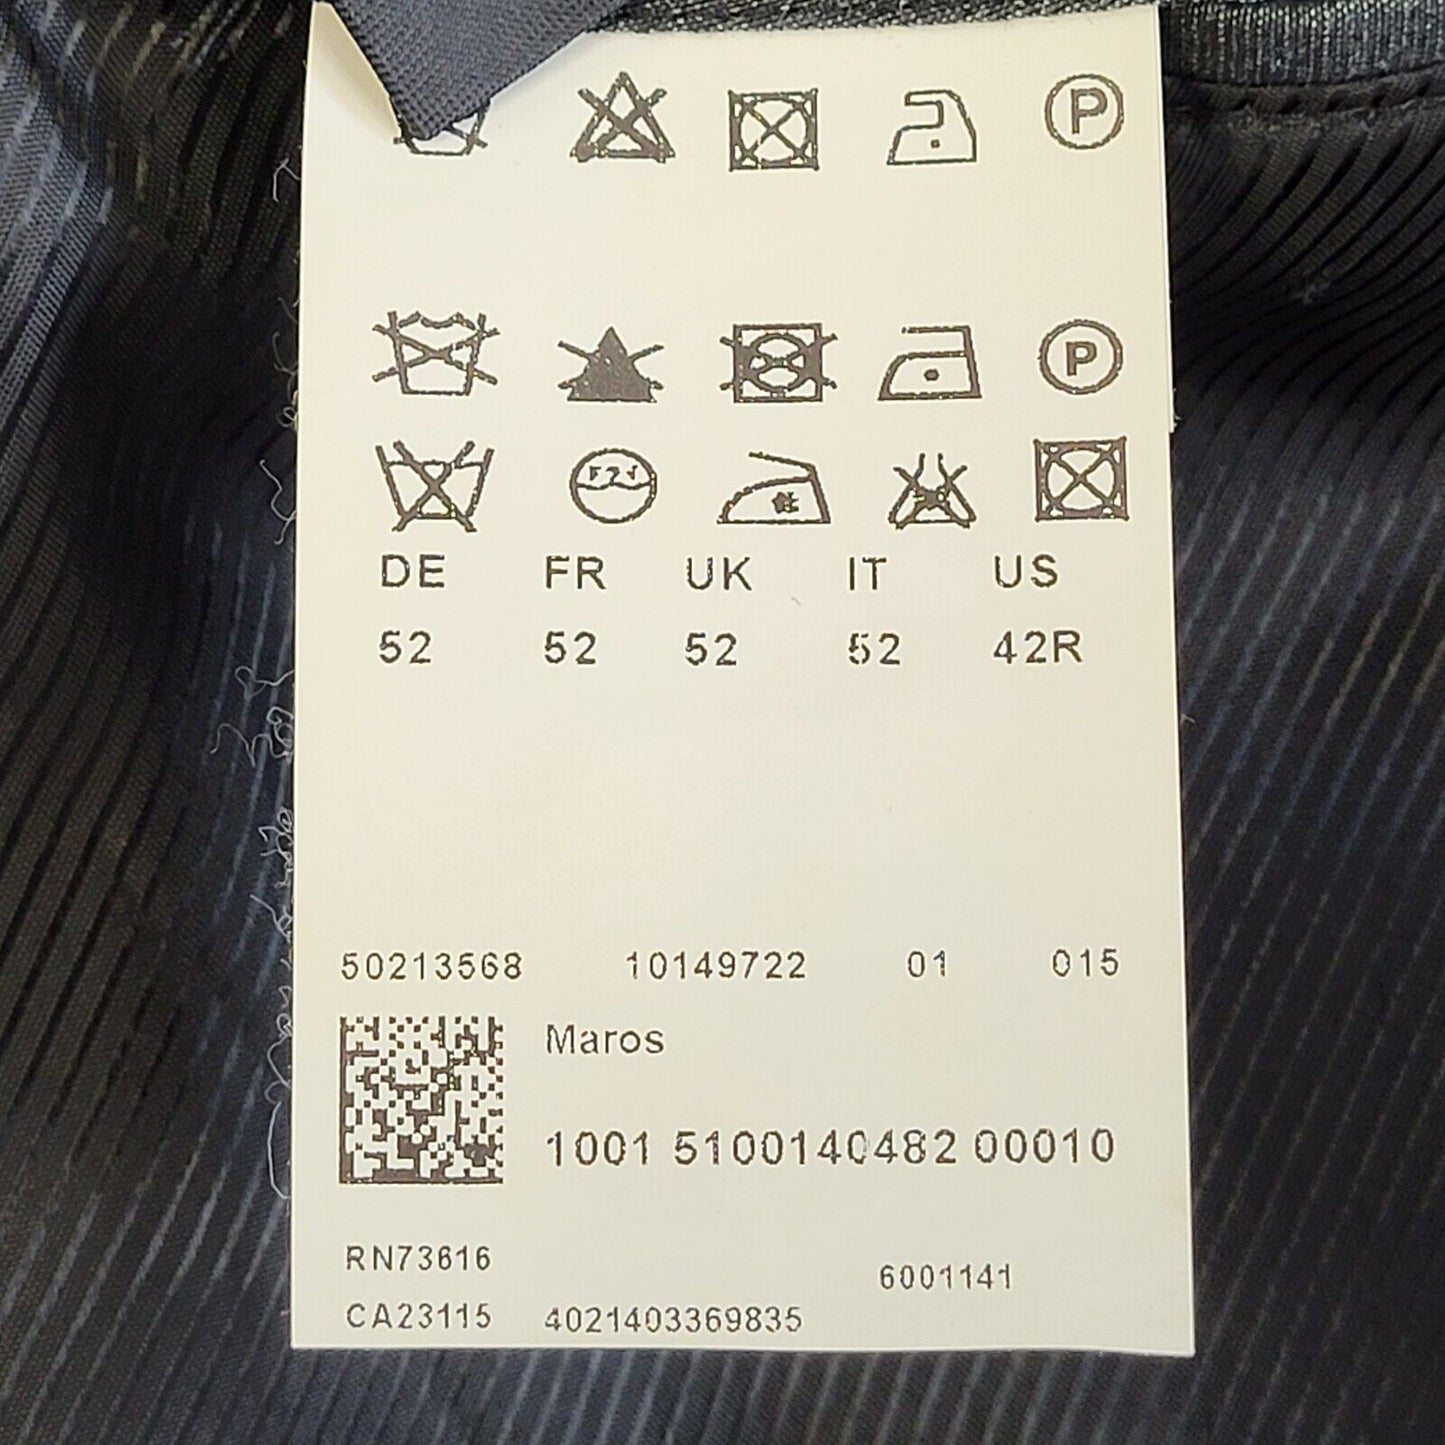 P
P
DE FR UK IT US
52 52 52 52 42R
50213568 10149722 01 015
Maros
1001 5100140482 00010
RN73616
6001141
CA23115 4021403369835